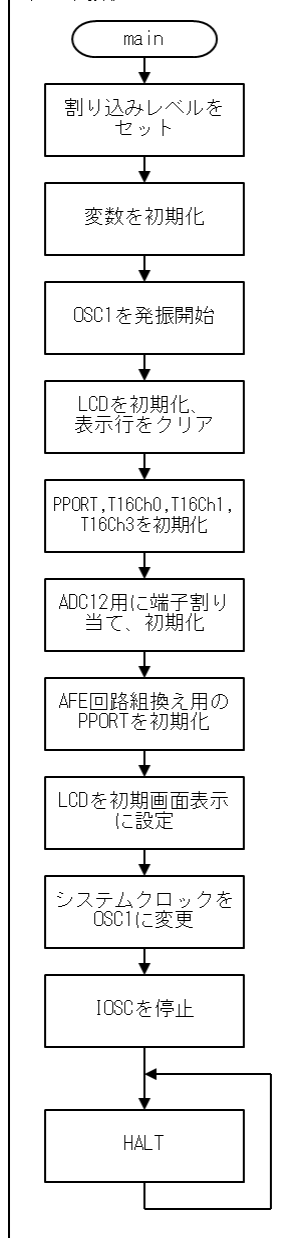 main
割り込みレベルを
セット
変数を初期化
OSC1を発振開始
LCDを初期化、
表示行をクリア
PPORT,T16Ch0,T16Ch1,
T16Ch3を初期化
ADC12用に端子割り
当て、初期化
AFE回路組換え用の
PPORTを初期化
LCDを初期画面表示
に設定
システムクロックを
OSC1に変更
IOSCを停止
HALT